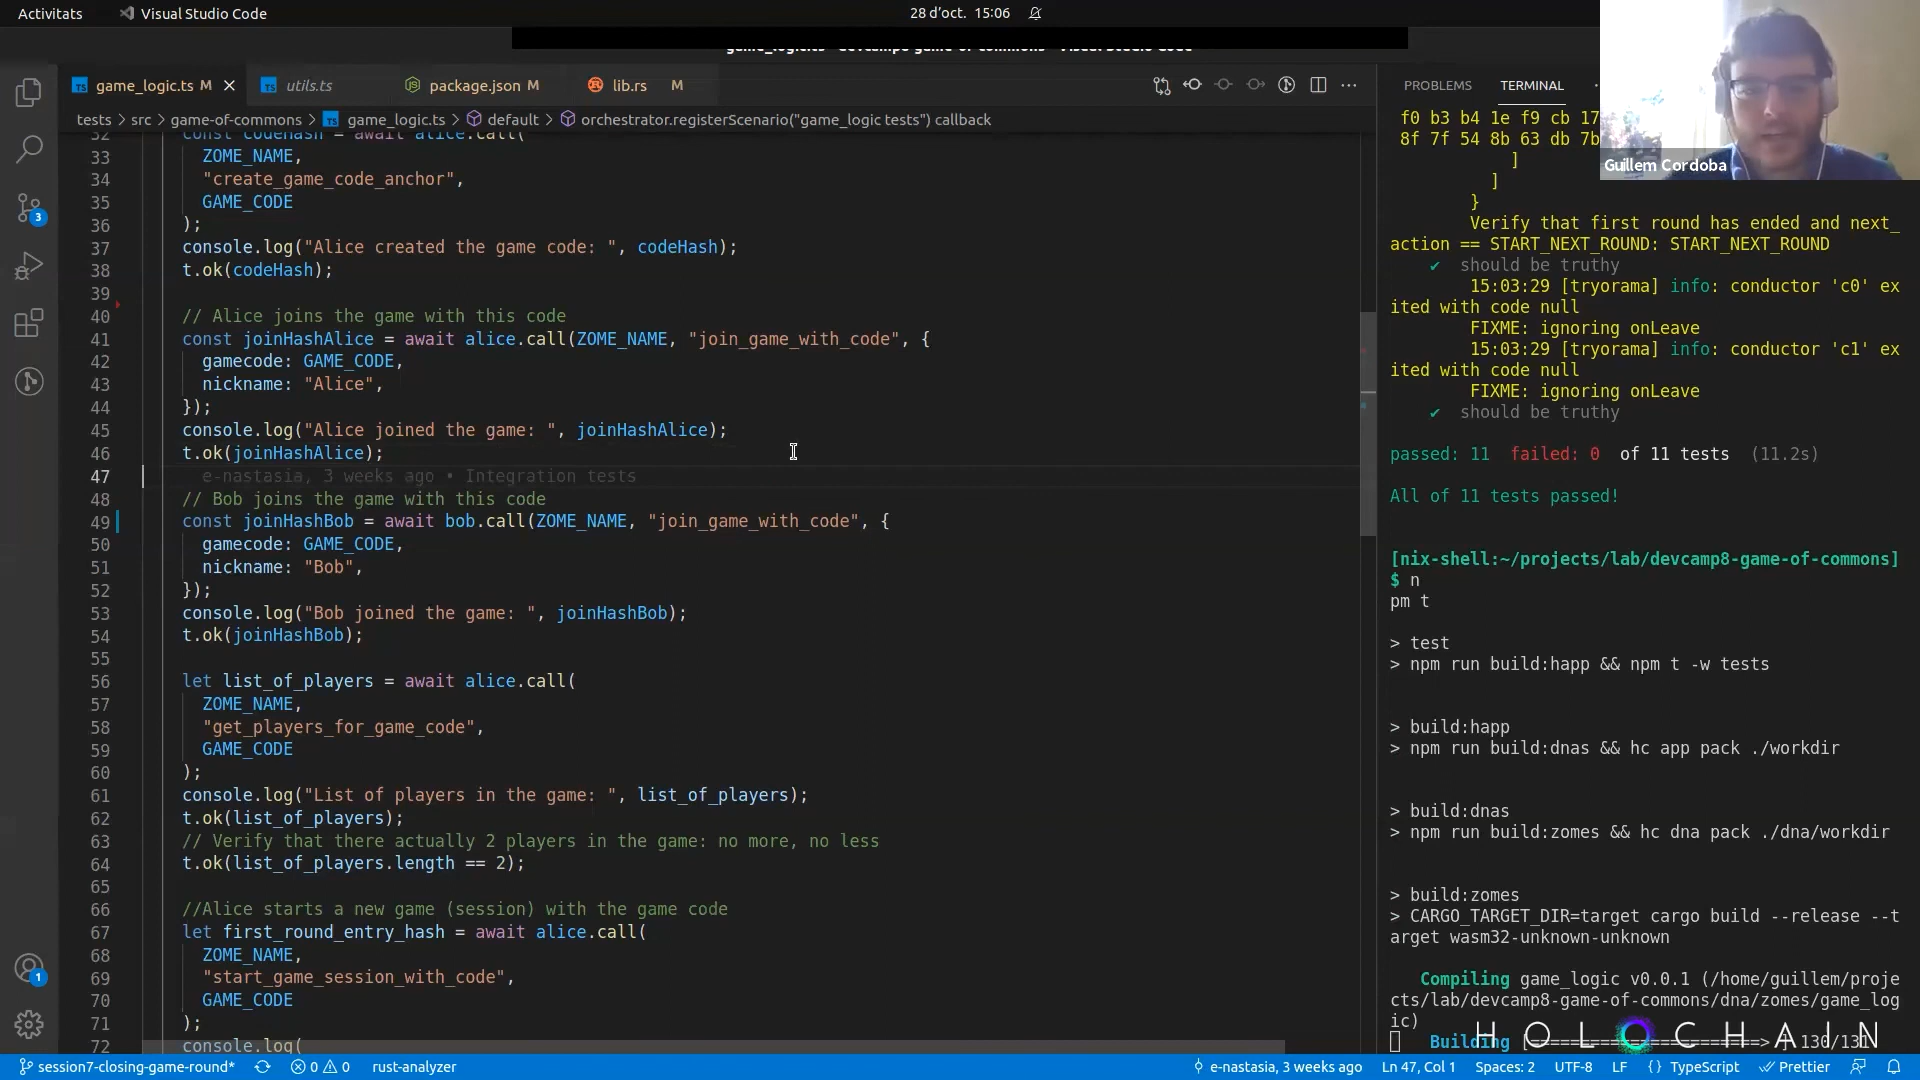 Activitats
Visual Studio Code
28 d'oct. 15:06
game_logic.ts M
utils.ts
package.json M
lib.rs M
PROBLEMS
TERMINAL
tests > src > game-of-commons > game_logic.ts > default > orchestrator.registerScenario("game_logic tests") callback
32 const codeHash = await alice.call(
33 ZOME_NAME,
34 "create_game_code_anchor",
35 GAME_CODE
36 );
37 console.log("Alice created the game code: ", codeHash);
38 t.ok(codeHash);
39
40 // Alice joins the game with this code
41 const joinHashAlice = await alice.call(ZOME_NAME, "join_game_with_code", {
42 gamecode: GAME_CODE,
43 nickname: "Alice",
44 });
45 console.log("Alice joined the game: ", joinHashAlice);
46 t.ok(joinHashAlice);
47 e-nastasia, 3 weeks ago • Integration tests
48 // Bob joins the game with this code
49 const joinHashBob = await bob.call(ZOME_NAME, "join_game_with_code", {
50 gamecode: GAME_CODE,
51 nickname: "Bob",
52 });
53 console.log("Bob joined the game: ", joinHashBob);
54 t.ok(joinHashBob);
55
56 let list_of_players = await alice.call(
57 ZOME_NAME,
58 "get_players_for_game_code",
59 GAME_CODE
60 );
61 console.log("List of players in the game: ", list_of_players);
62 t.ok(list_of_players);
63 // Verify that there actually 2 players in the game: no more, no less
64 t.ok(list_of_players.length == 2);
65
66 //Alice starts a new game (session) with the game code
67 let first_round_entry_hash = await alice.call(
68 ZOME_NAME,
69 "start_game_session_with_code",
70 GAME_CODE
71 );
72 console.log(
f0 b3 b4 1e f9 cb 17
8f 7f 54 8b 63 db 7b
]
]
}
Verify that first round has ended and next_
action == START_NEXT_ROUND: START_NEXT_ROUND
✔ should be truthy
15:03:29 [tryorama] info: conductor 'c0' ex
ited with code null
FIXME: ignoring onLeave
15:03:29 [tryorama] info: conductor 'c1' ex
ited with code null
FIXME: ignoring onLeave
✔ should be truthy
passed: 11 failed: 0 of 11 tests (11.2s)
All of 11 tests passed!
[nix-shell:~/projects/lab/devcamp8-game-of-commons]
$ n
pm t
> test
> npm run build:happ && npm t -w tests
> build:happ
> npm run build:dnas && hc app pack ./workdir
> build:dnas
> npm run build:zomes && hc dna pack ./dna/workdir
> build:zomes
> CARGO_TARGET_DIR=target cargo build --release --t
arget wasm32-unknown-unknown
Compiling game_logic v0.0.1 (/home/guillem/proje
cts/lab/devcamp8-game-of-commons/dna/zomes/game_log
ic)
Building [=======================> ] 130/131
Guillem Cordoba
HOLOCHAIN
3
1
session7-closing-game-round*
0 0
rust-analyzer
e-nastasia, 3 weeks ago
Ln 47, Col 1
Spaces: 2
UTF-8
LF
{} TypeScript
Prettier